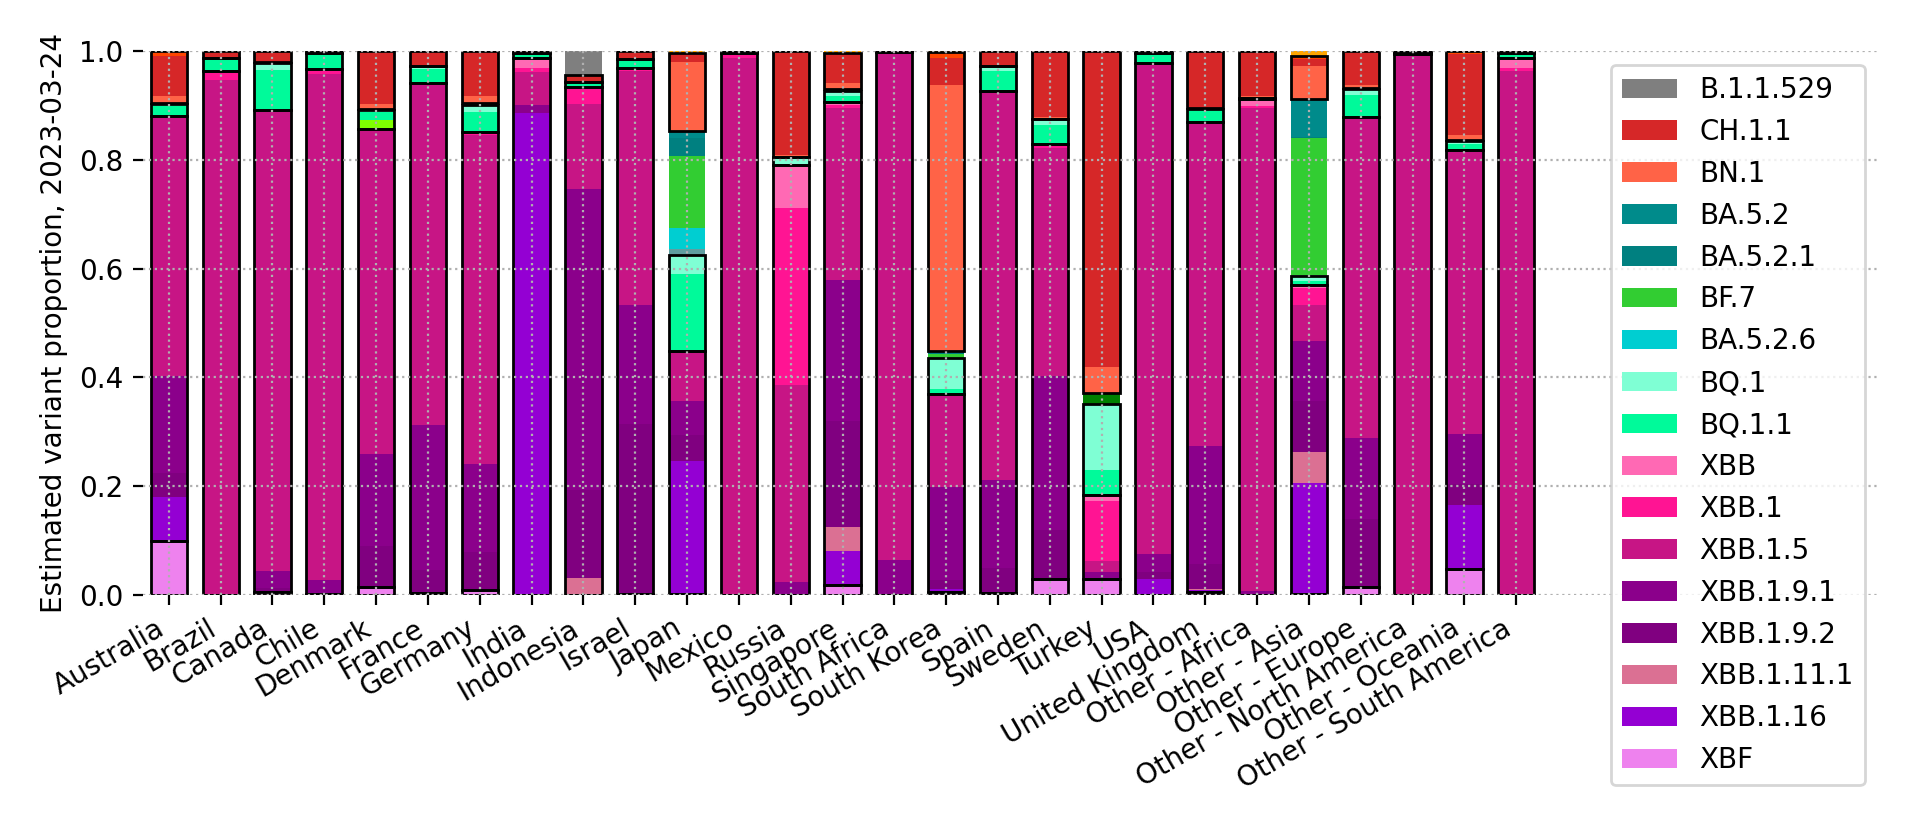 Estimated variant proportion, 2023-03-24
1.0
0.8
0.6
0.4
0.2
0.0
Australia
Brazil
Canada
Chile
Denmark
France
Germany
India
Indonesia
Israel
Japan
Mexico
Russia
Singapore
South Africa
South Korea
Spain
Sweden
Turkey
USA
United Kingdom
Other - Africa
Other - Asia
Other - Europe
Other - North America
Other - Oceania
Other - South America
B.1.1.529
CH.1.1
BN.1
BA.5.2
BA.5.2.1
BF.7
BA.5.2.6
BQ.1
BQ.1.1
XBB
XBB.1
XBB.1.5
XBB.1.9.1
XBB.1.9.2
XBB.1.11.1
XBB.1.16
XBF